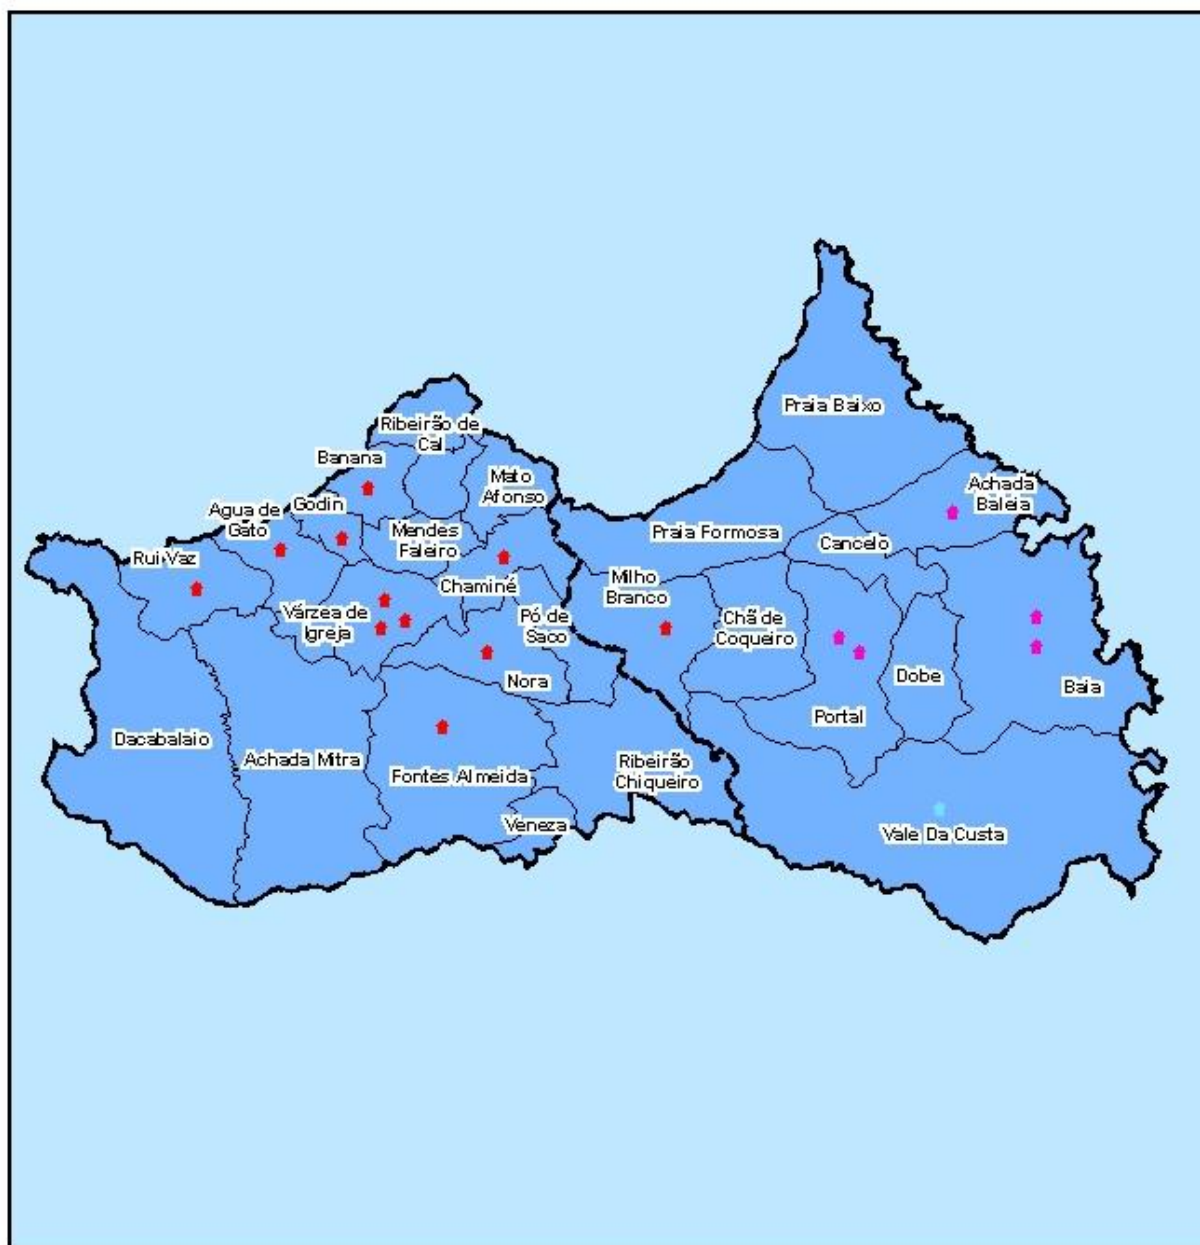 Praia Baixo
Ribeirão de
Cal
Banana
Mato
Afonso
Achada
Baleia
Godin
Agua de
Gato
Mendes
Faleiro
Praia Formosa
Cancelo
Rui Vaz
Chaminé
Milho
Branco
Várzea de
Igreja
Pó de
Saco
Chã de
Coqueiro
Nora
Dobe
Baia
Portal
Dacabalaio
Achada Mitra
Fontes Almeida
Ribeirão
Chiqueiro
Veneza
Vale Da Custa